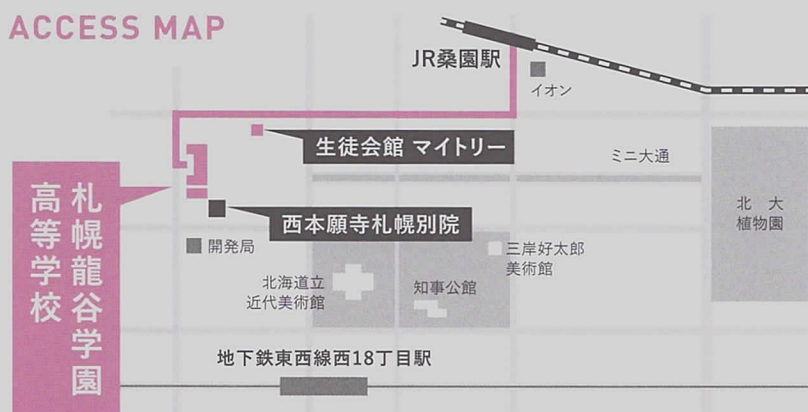 ACCESS MAP
JR桑園駅
イオン
生徒会館 マイトリー
ミニ大通
札幌龍谷学園
高等学校
西本願寺札幌別院
北大
植物園
開発局
三岸好太郎
美術館
北海道立
近代美術館
知事公館
地下鉄東西線西18丁目駅